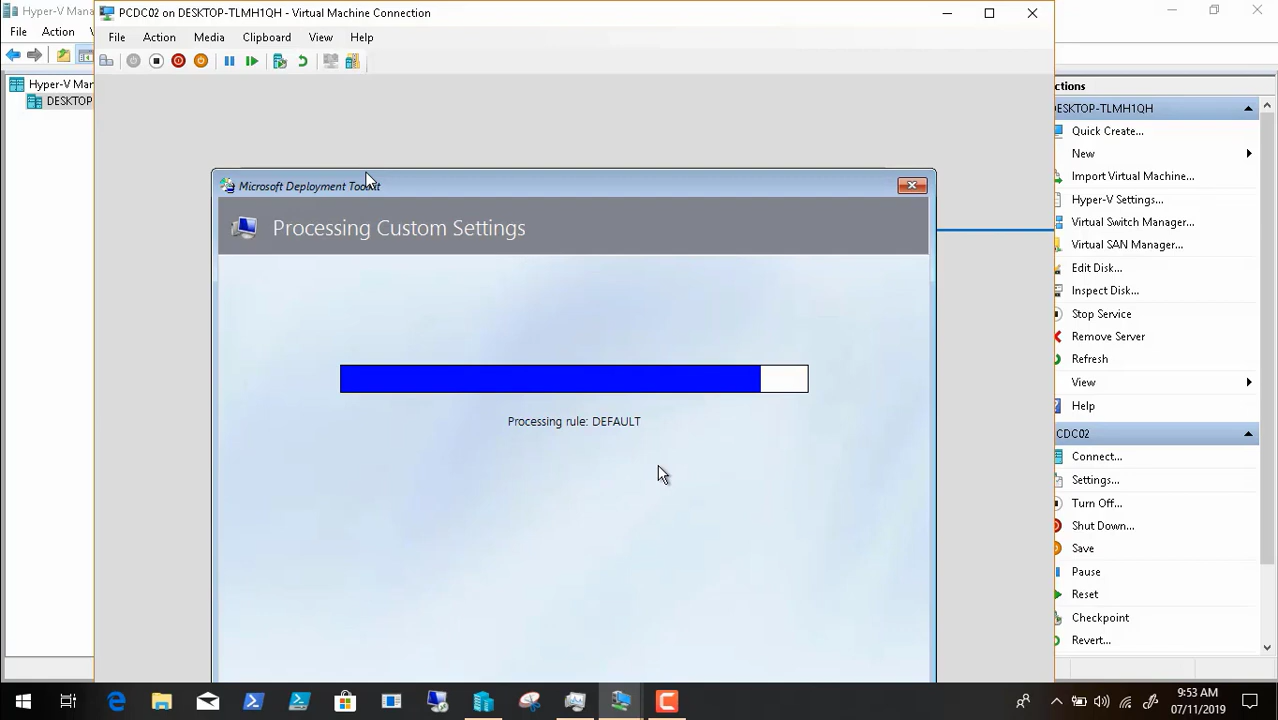 Hyper-V Man
File Action
Hyper-V Mar
DESKTOP
PCDC02 on DESKTOP-TLMH1QH - Virtual Machine Connection
File Action Media Clipboard View Help
Microsoft Deployment Toolkit
Processing Custom Settings
Processing rule: DEFAULT
ctions
DESKTOP-TLMH1QH
Quick Create...
New
Import Virtual Machine...
Hyper-V Settings...
Virtual Switch Manager...
Virtual SAN Manager...
Edit Disk...
Inspect Disk...
Stop Service
Remove Server
Refresh
View
Help
PCDC02
Connect...
Settings...
Turn Off...
Shut Down...
Save
Pause
Reset
Checkpoint
Revert...
9:53 AM
07/11/2019